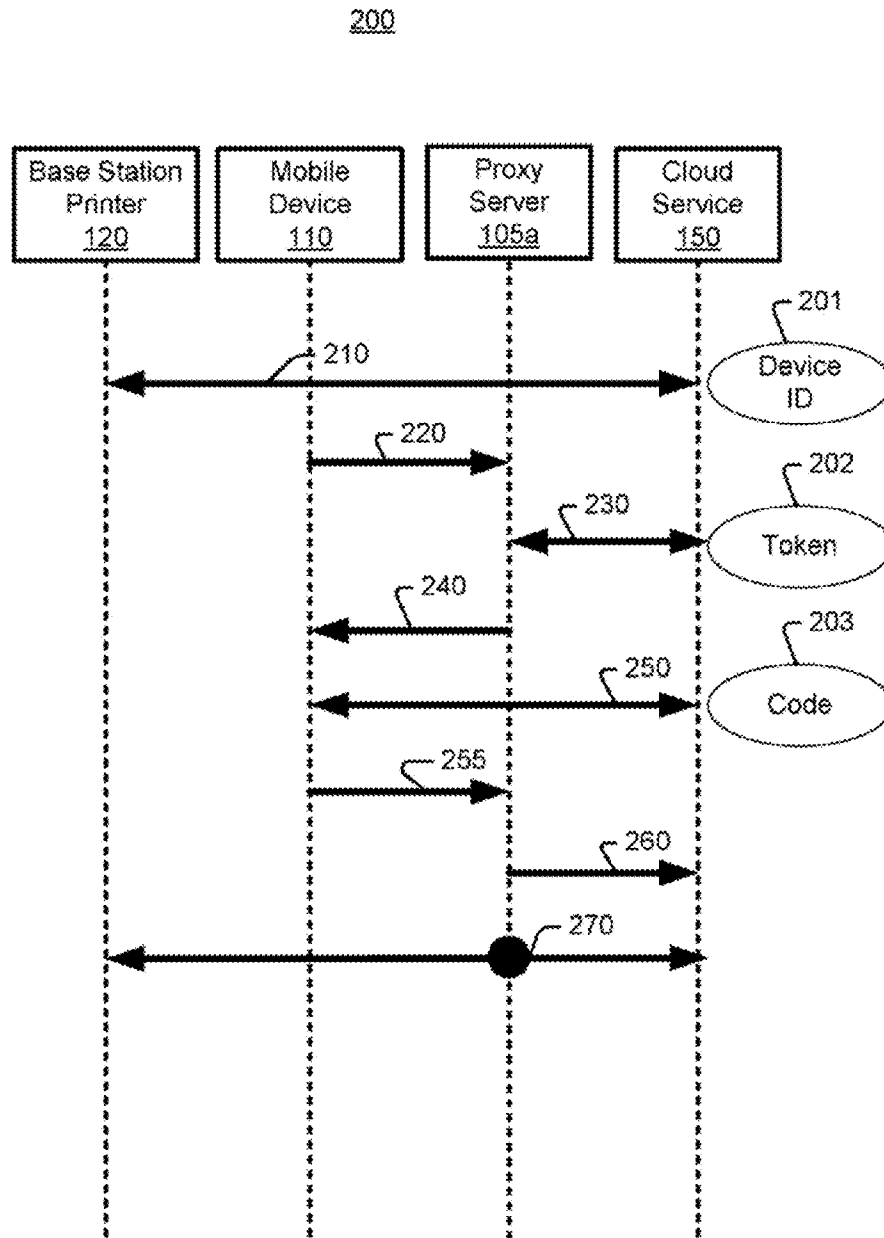 200
Base Station
Printer
120
Mobile
Device
110
Proxy
Server
105a
Cloud
Service
150
201
210
Device
ID
220
202
230
Token
240
203
250
Code
255
260
270